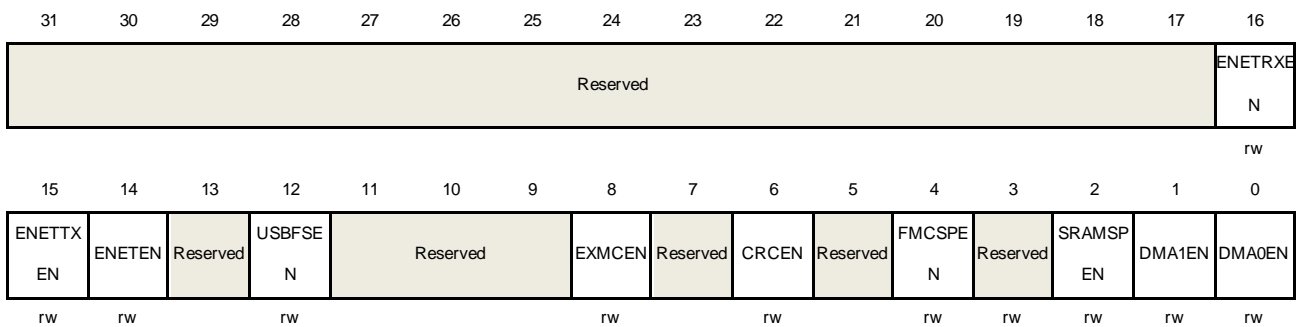 31 30 29 28 27 26 25 24 23 22 21 20 19 18 17 16
Reserved
ENETRXE
N
rw
15 14 13 12 11 10 9 8 7 6 5 4 3 2 1 0
ENETTX
EN
ENETEN
Reserved
USBFSE
N
Reserved
EXMCEN
Reserved
CRCEN
Reserved
FMCSPE
N
Reserved
SRAMSP
EN
DMA1EN
DMA0EN
rw rw rw rw rw rw rw rw rw rw